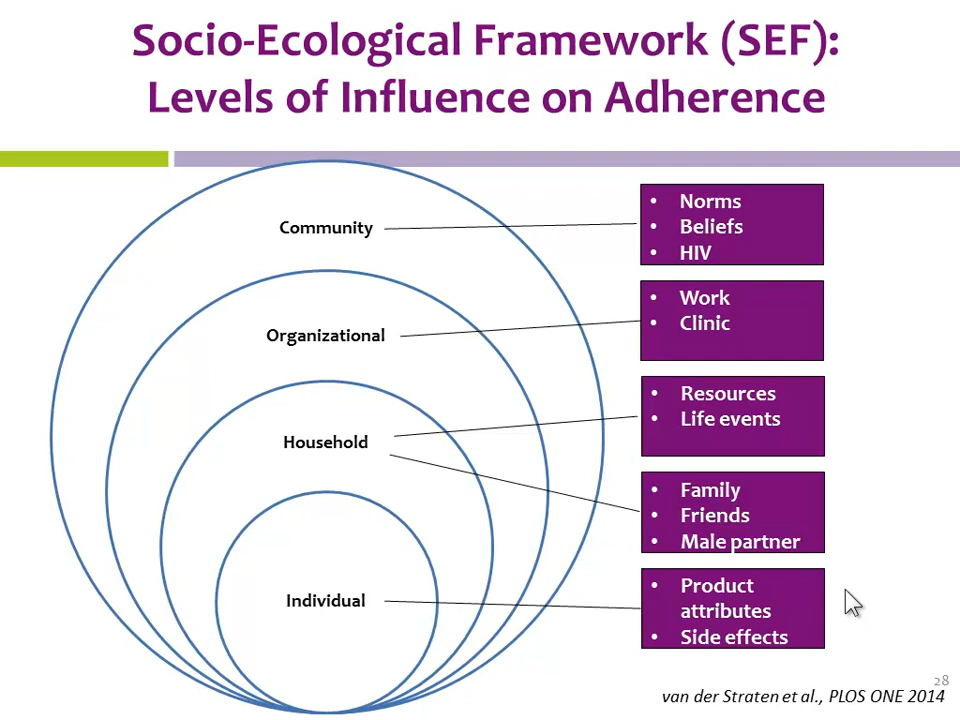 Socio-Ecological Framework (SEF):
Levels of Influence on Adherence
Community
• Norms
• Beliefs
• HIV
Organizational
• Work
• Clinic
Household
• Resources
• Life events
• Family
• Friends
• Male partner
Individual
• Product
attributes
• Side effects
28
van der Straten et al., PLOS ONE 2014